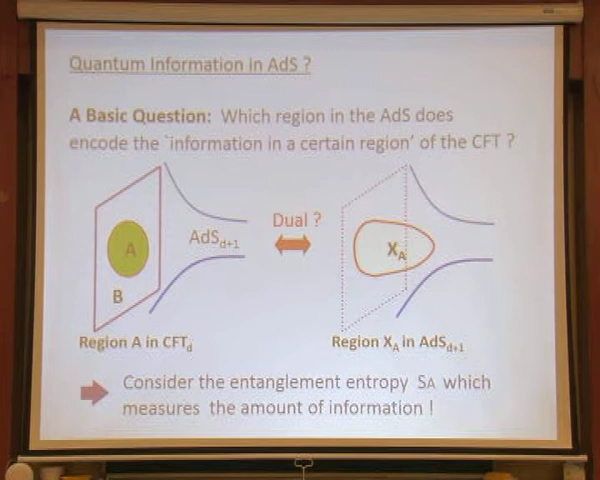 Quantum Information in AdS ?
A Basic Question: Which region in the AdS does
encode the `information in a certain region' of the CFT ?
A
B
AdSd+1
Dual ?
XA
Region A in CFTd
Region XA in AdSd+1
Consider the entanglement entropy SA which
measures the amount of information !